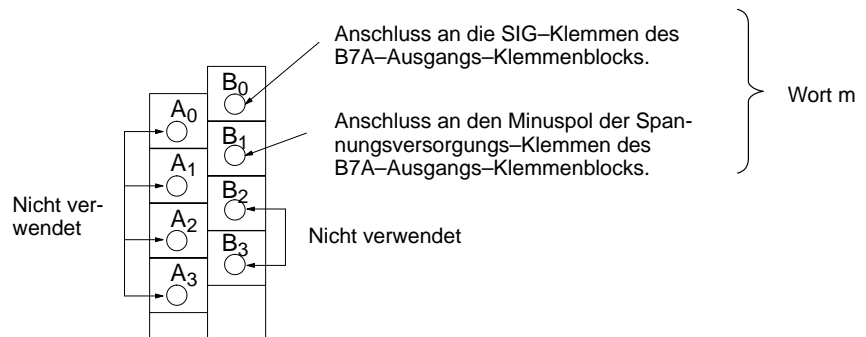 Anschluss an die SIG–Klemmen des
B7A–Ausgangs–Klemmenblocks.
Wort m
B0
A0
Anschluss an den Minuspol der Span-
nungsversorgungs–Klemmen des
B7A–Ausgangs–Klemmenblocks.
B1
A1
Nicht ver-
wendet
B2
A2
Nicht verwendet
B3
A3